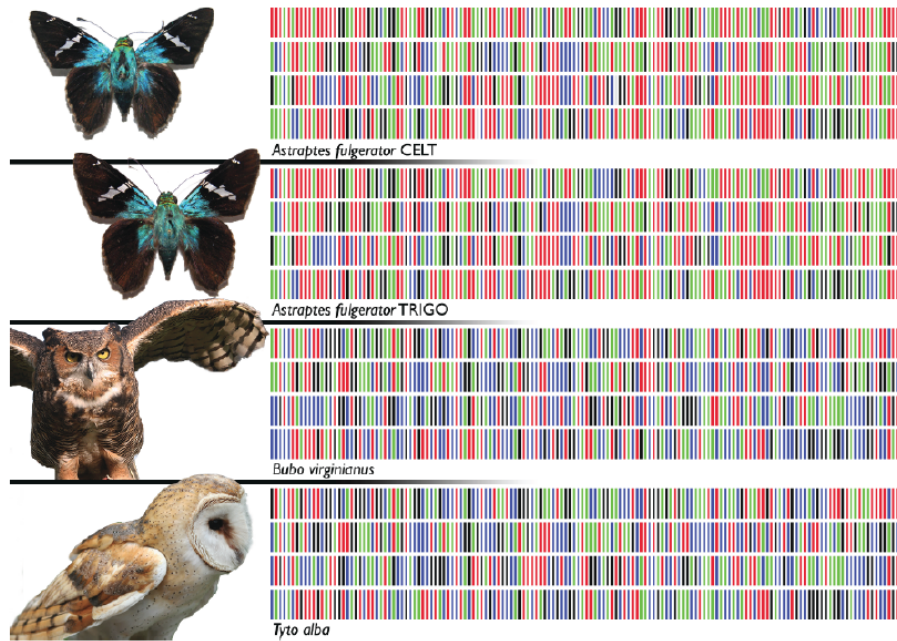 Astraptes fulgerator CELT
Astraptes fulgerator TRIGO
Bubo virginianus
Tyto alba